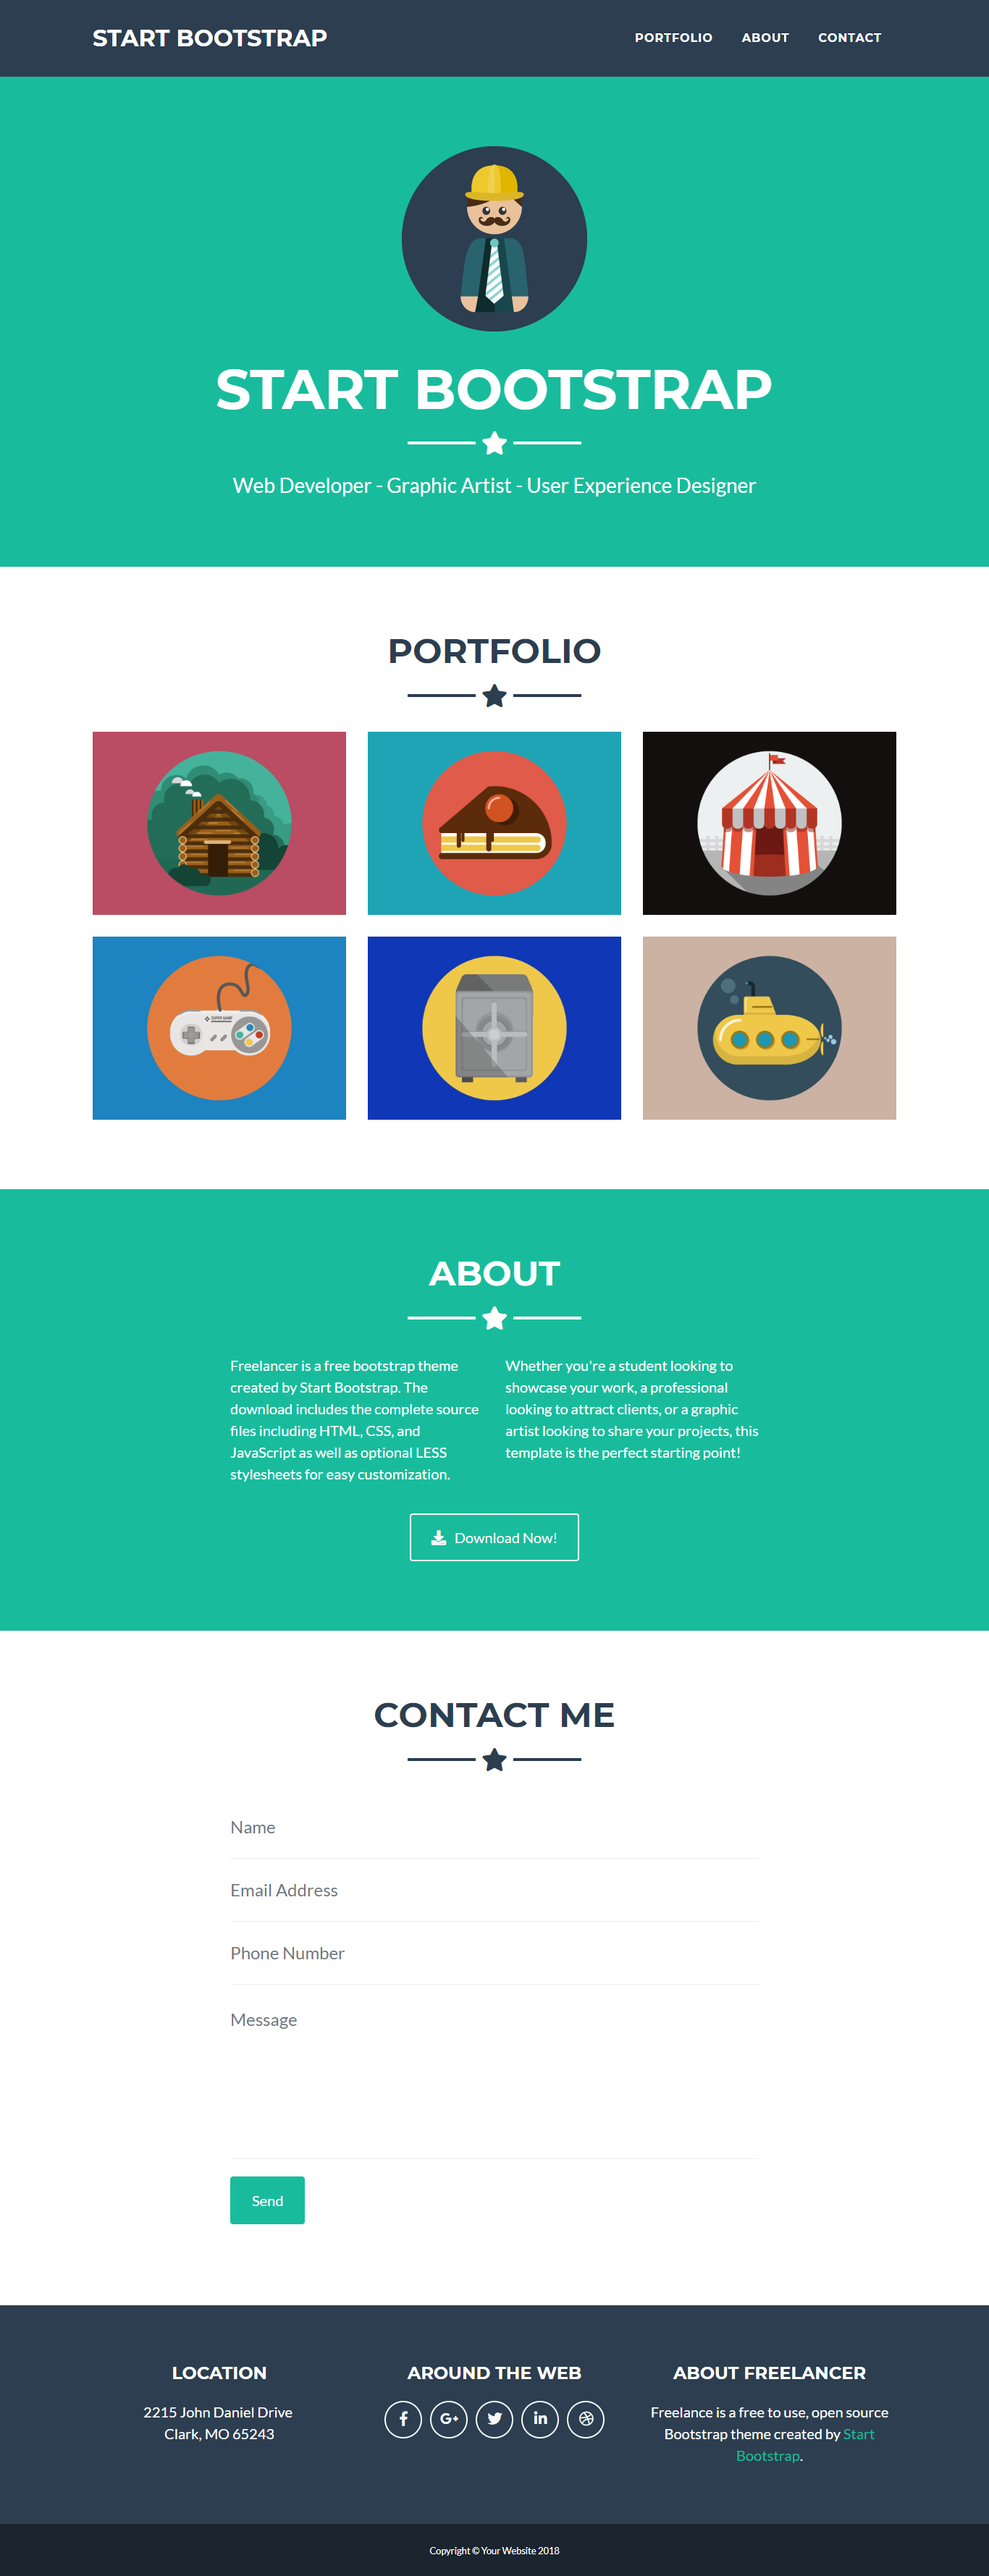 START BOOTSTRAP
PORTFOLIO
ABOUT
CONTACT
START BOOTSTRAP
Web Developer - Graphic Artist - User Experience Designer
PORTFOLIO
SUPER GAME
ABOUT
Freelancer is a free bootstrap theme
created by Start Bootstrap. The
download includes the complete source
files including HTML, CSS, and
JavaScript as well as optional LESS
stylesheets for easy customization.
Whether you're a student looking to
showcase your work, a professional
looking to attract clients, or a graphic
artist looking to share your projects, this
template is the perfect starting point!
Download Now!
CONTACT ME
Name
Email Address
Phone Number
Message
Send
LOCATION
2215 John Daniel Drive
Clark, MO 65243
AROUND THE WEB
ABOUT FREELANCER
Freelance is a free to use, open source
Bootstrap theme created by Start
Bootstrap.
Copyright © Your Website 2018